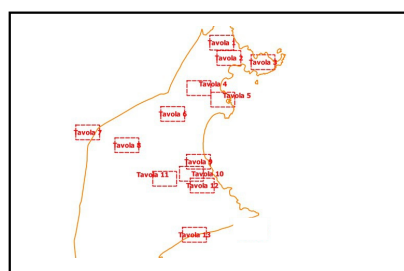 Tavola 1
Tavola 2
Tavola 3
Tavola 4
Tavola 5
Tavola 6
Tavola 7
Tavola 8
Tavola 9
Tavola 10
Tavola 11
Tavola 12
Tavola 13